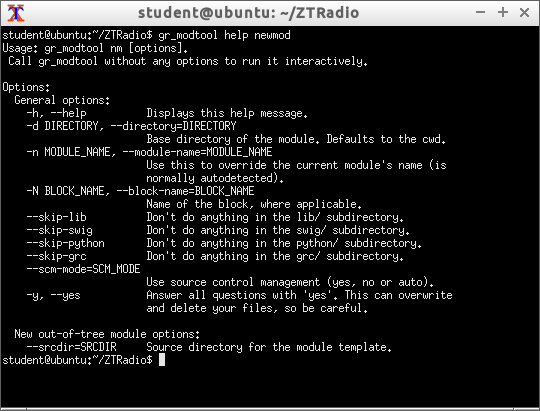 student@ubuntu: ~/ZTRadio
student@ubuntu:~/ZTRadio$ gr_modtool help newmod
Usage: gr_modtool nm [options].
 Call gr_modtool without any options to run it interactively.

Options:
  General options:
    -h, --help          Displays this help message.
    -d DIRECTORY, --directory=DIRECTORY
                        Base directory of the module. Defaults to the cwd.
    -n MODULE_NAME, --module-name=MODULE_NAME
                        Use this to override the current module's name (is
                        normally autodetected).
    -N BLOCK_NAME, --block-name=BLOCK_NAME
                        Name of the block, where applicable.
    --skip-lib          Don't do anything in the lib/ subdirectory.
    --skip-swig         Don't do anything in the swig/ subdirectory.
    --skip-python       Don't do anything in the python/ subdirectory.
    --skip-grc          Don't do anything in the grc/ subdirectory.
    --scm-mode=SCM_MODE
                        Use source control management (yes, no or auto).
    -y, --yes           Answer all questions with 'yes'. This can overwrite
                        and delete your files, so be careful.

  New out-of-tree module options:
    --srcdir=SRCDIR     Source directory for the module template.
student@ubuntu:~/ZTRadio$